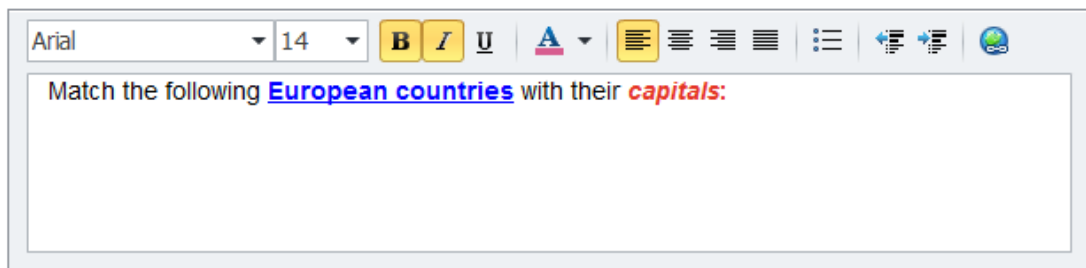 Arial 14 B I U A
Match the following European countries with their capitals: